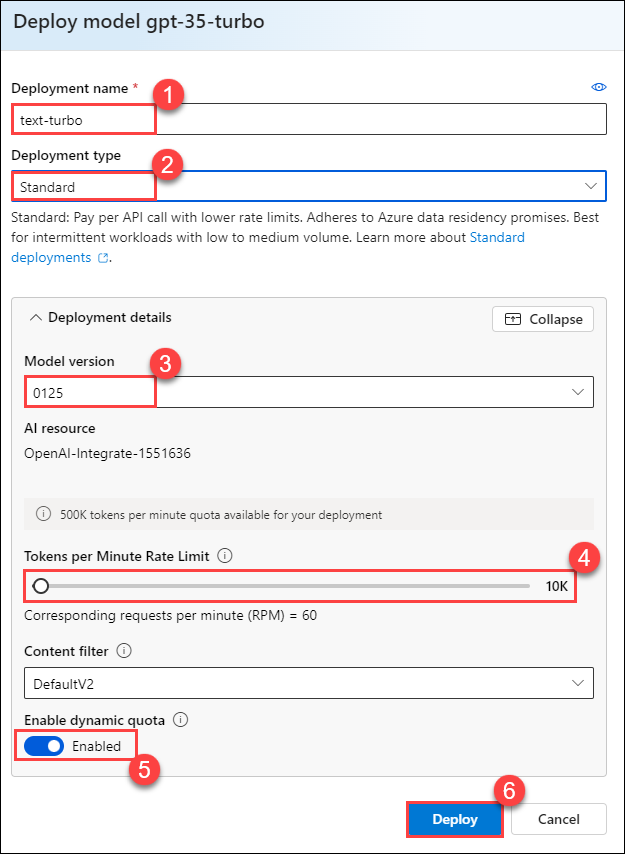 Deploy model gpt-35-turbo
Deployment name *
1
text-turbo
Deployment type
2
Standard
Standard: Pay per API call with lower rate limits. Adheres to Azure data residency promises. Best
for intermittent workloads with low to medium volume. Learn more about Standard
deployments.
Deployment details
Collapse
Model version
3
0125
AI resource
OpenAI-Integrate-1551636
500K tokens per minute quota available for your deployment
Tokens per Minute Rate Limit
4
10K
Corresponding requests per minute (RPM) = 60
Content filter
DefaultV2
Enable dynamic quota
Enabled
5
6
Deploy
Cancel